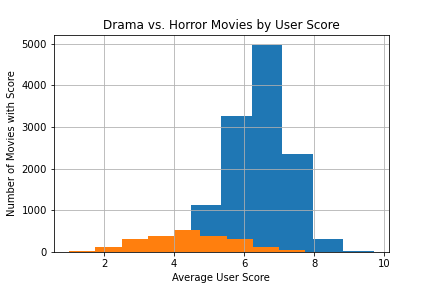 Drama vs. Horror Movies by User Score
5000
4000
3000
2000
1000
0
Number of Movies with Score
2 4 6 8 10
Average User Score